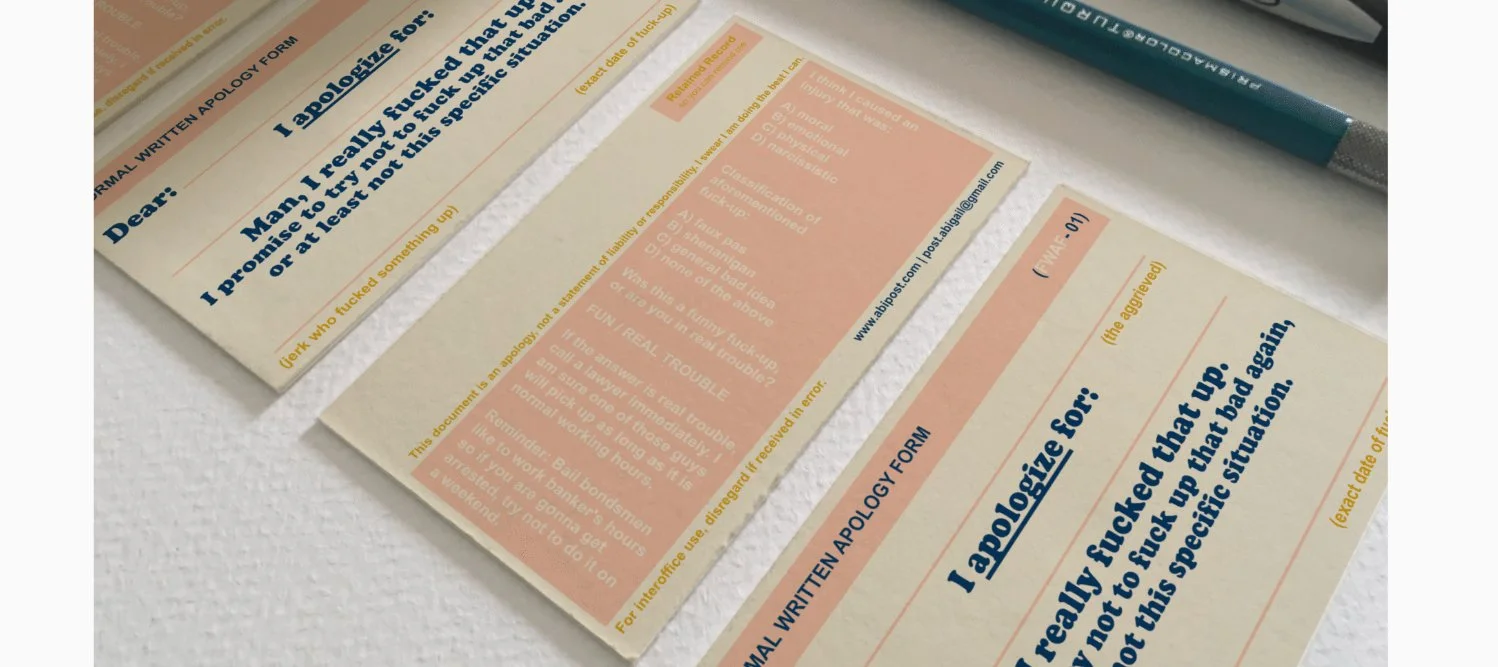 disregard if received in error.
WRITTEN APOLOGY FORM
Dear:
I apologize for:
Man, I really fucked that up
I promise to try not to fuck up that bad
or at least not this specific situation.
(jerk who fucked something up)
(exact date of fuck-up)
Retained Record
This document is an apology, not a statement of liability or responsibility, I swear I am doing the best I can.
I think I caused an
injury that was:
A) moral
B) emotional
C) physical
D) narcissistic
Classification of
aforementioned
fuck-up:
A) faux pas
B) shenanigan
C) general bad idea
D) none of the above
Was this a funny fuck-up,
or are you in real trouble?
FUN / REAL TROUBLE
If the answer is real trouble
call a lawyer immediately. I
am sure one of those guys
will pick up as long as it is
normal working hours.
Reminder: Bail bondsmen
like to work banker's hours
so if you are gonna get
arrested, try not to do it on
a weekend.
For interoffice use, disregard if received in error.
www.abipost.com | post.abigail@gmail.com
PRISMACOLOR® TURQU
MAL WRITTEN APOLOGY FORM
(FWAF - 01)
(the aggrieved)
I apologize for:
I really fucked that up.
y not to fuck up that bad again,
not this specific situation.
(exact date of fu